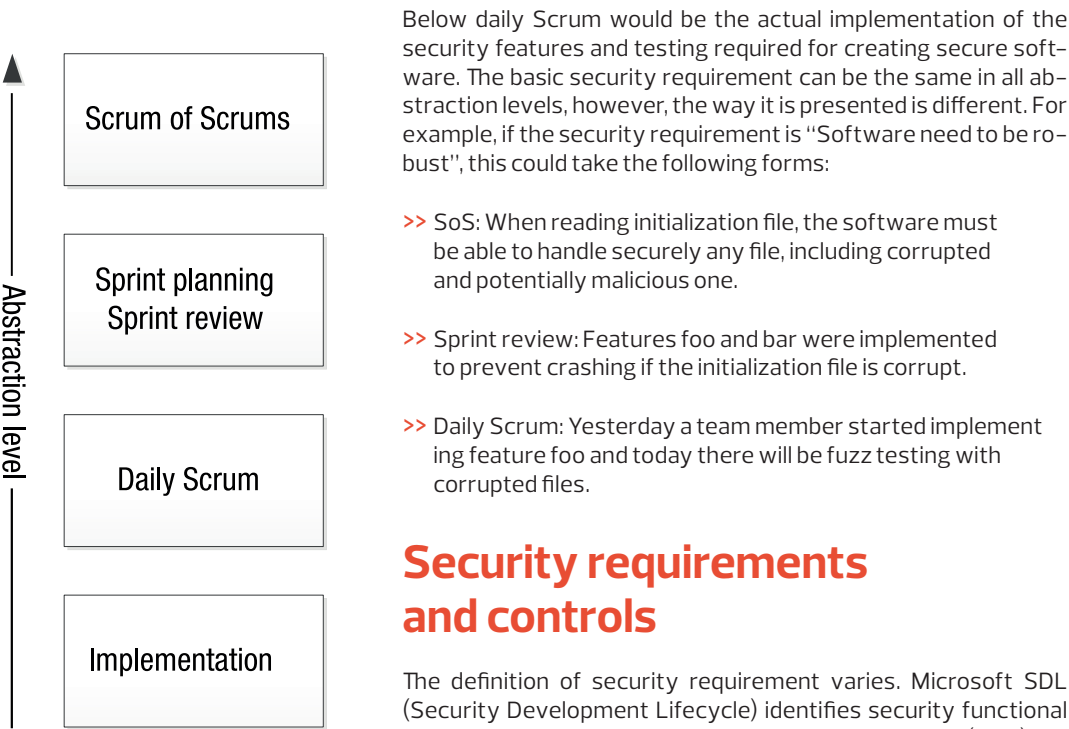 Abstraction level
Scrum of Scrums
Sprint planning
Sprint review
Daily Scrum
Implementation
Below daily Scrum would be the actual implementation of the
security features and testing required for creating secure soft-
ware. The basic security requirement can be the same in all ab-
straction levels, however, the way it is presented is different. For
example, if the security requirement is “Software need to be ro-
bust”, this could take the following forms:
>> SoS: When reading initialization file, the software must
be able to handle securely any file, including corrupted
and potentially malicious one.
>> Sprint review: Features foo and bar were implemented
to prevent crashing if the initialization file is corrupt.
>> Daily Scrum: Yesterday a team member started implement
ing feature foo and today there will be fuzz testing with
corrupted files.
Security requirements
and controls
The definition of security requirement varies. Microsoft SDL
(Security Development Lifecycle) identifies security functional